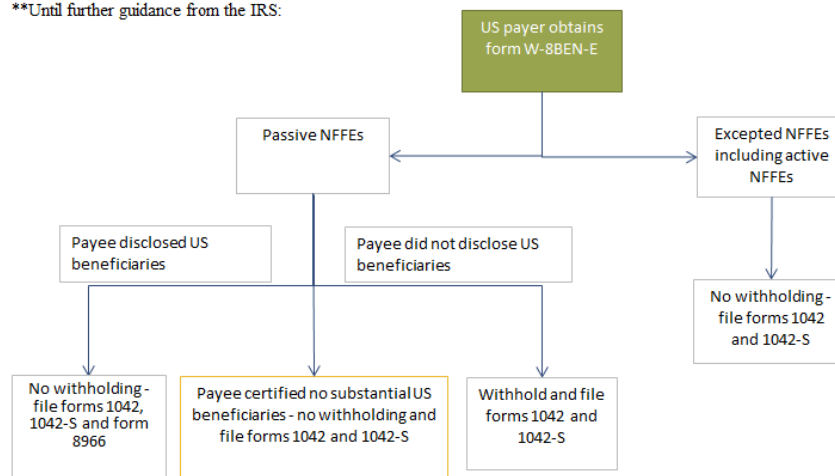 **Until further guidance from the IRS:
US payer obtains
form W-8BEN-E
Passive NFFEs
Excepted NFFEs
including active
NFFEs
Payee disclosed US
beneficiaries
Payee did not disclose US
beneficiaries
No withholding -
file forms 1042
and 1042-S
No withholding -
file forms 1042,
1042-S and form
8966
Payee certified no substantial US
beneficiaries - no withholding and
file forms 1042 and 1042-S
Withhold and file
forms 1042 and
1042-S